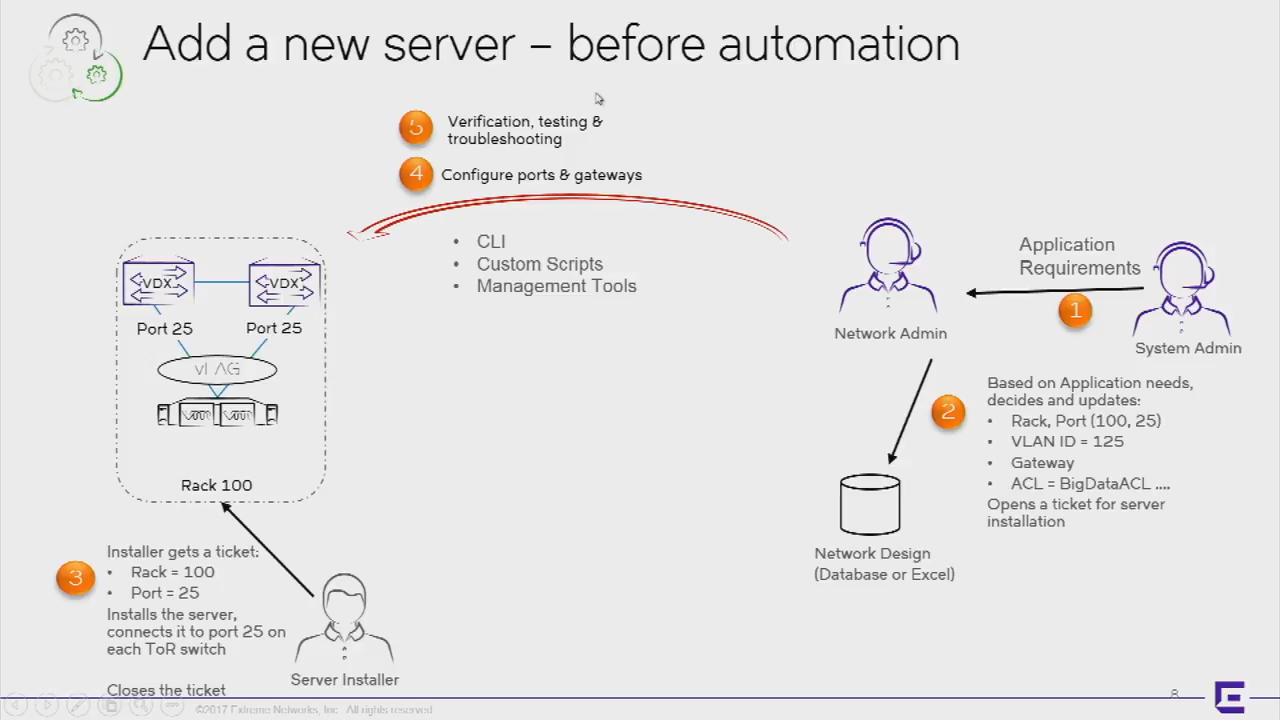 Add a new server – before automation
5
Verification, testing &
troubleshooting
4
Configure ports & gateways
• CLI
• Custom Scripts
• Management Tools
VDX
VDX
Port 25
Port 25
vLAG
Rack 100
Network Admin
Application
Requirements
1
System Admin
2
Based on Application needs,
decides and updates:
• Rack, Port (100, 25)
• VLAN ID = 125
• Gateway
• ACL = BigDataACL ....
Opens a ticket for server
installation
Network Design
(Database or Excel)
3
Installer gets a ticket:
• Rack = 100
• Port = 25
Installs the server,
connects it to port 25 on
each ToR switch
Closes the ticket
Server Installer
©2017 Extreme Networks, Inc. All rights reserved
8